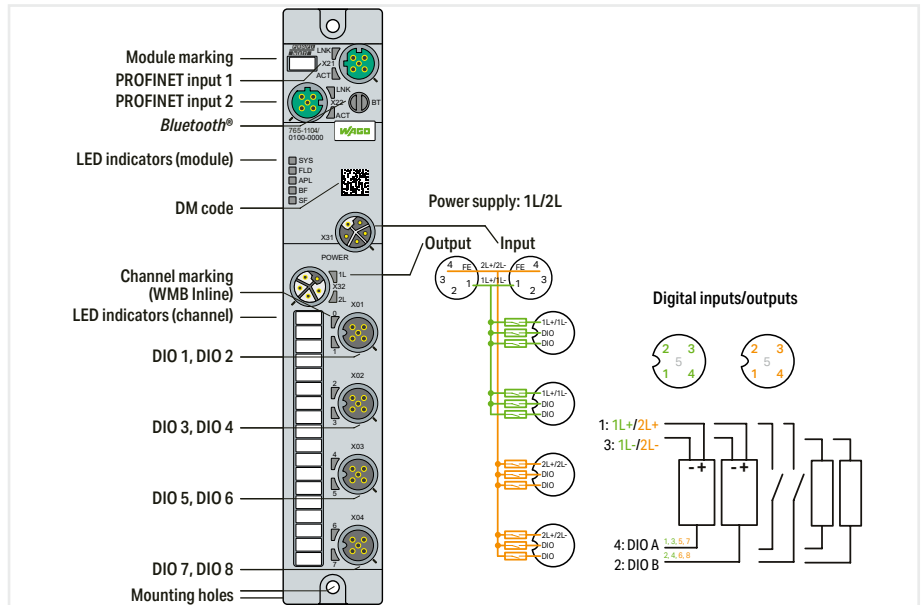 Module marking
PROFINET input 1
PROFINET input 2
Bluetooth®
LED indicators (module)
DM code
Channel marking
(WMB Inline)
LED indicators (channel)
DIO 1, DIO 2
DIO 3, DIO 4
DIO 5, DIO 6
DIO 7, DIO 8
Mounting holes
LNK
X21
ACT
LNK
X22
ACT
BT
765-1104/
0100-0000
WAGO
SYS
FLD
APL
BF
SF
X31
POWER
1L
X32
2L
X01
0
1
X02
2
3
X03
4
5
X04
6
7
Power supply: 1L/2L
Output
Input
4 FE 2L+/2L- FE 4
3 1 1L+/1L- 1 3
2 2
1L+/1L-
DIO
DIO
1L+/1L-
DIO
DIO
2L+/2L-
DIO
DIO
2L+/2L-
DIO
DIO
Digital inputs/outputs
2 3
5
1 4
2 3
5
1 4
1: 1L+/2L+
3: 1L-/2L-
- +
- +
4: DIO A 1, 3, 5, 7
2: DIO B 2, 4, 6, 8